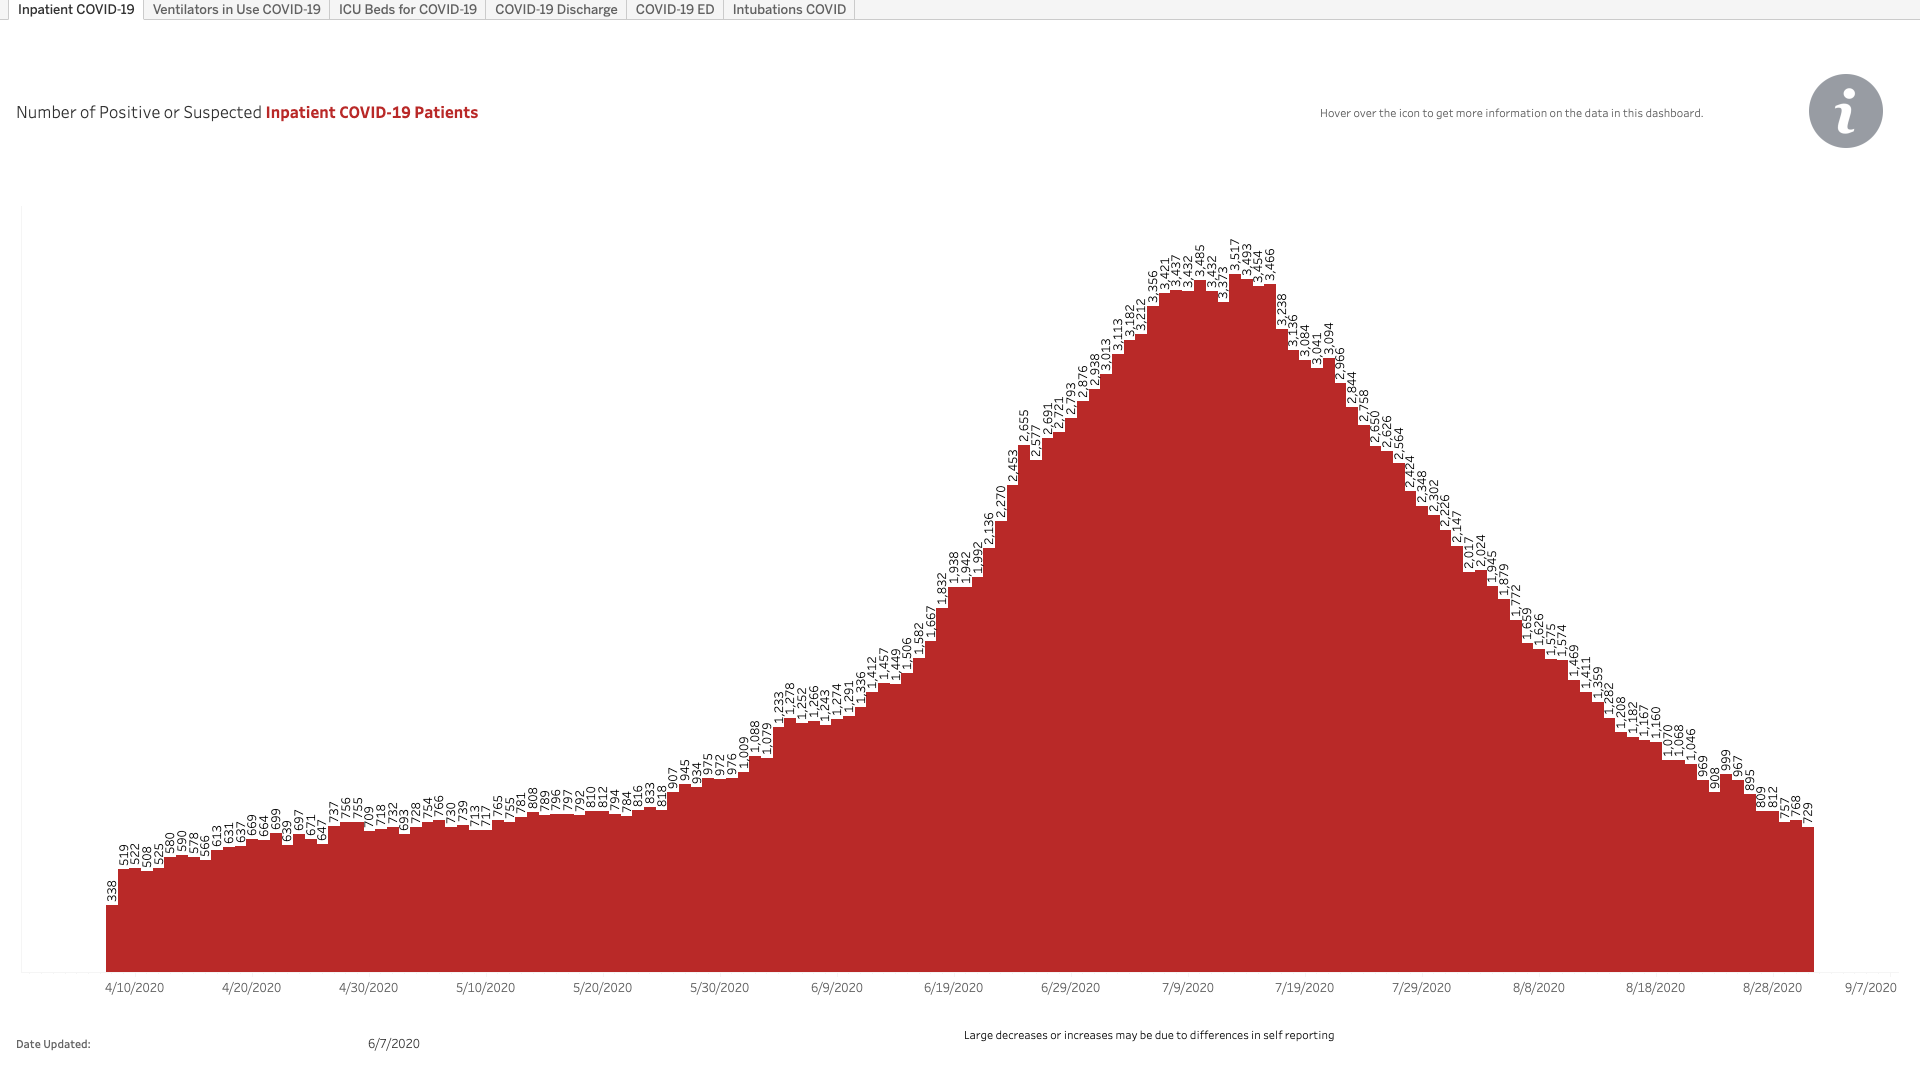 Inpatient COVID-19 Ventilators in Use COVID-19 ICU Beds for COVID-19 COVID-19 Discharge COVID-19 ED Intubations COVID
Number of Positive or Suspected Inpatient COVID-19 Patients
Hover over the icon to get more information on the data in this dashboard.
i
338 519 522 508 525 580 590 578 566 613 631 637 669 664 699 639 697 671 647 737 756 755 709 718 732 693 728 754 766 730 739 713 717 765 755 781 808 789 796 797 792 810 812 794 784 816 833 818 907 945 934 975 972 976 1,009 1,088 1,079 1,233 1,278 1,252 1,266 1,243 1,274 1,291 1,336 1,412 1,457 1,449 1,506 1,582 1,667 1,832 1,938 1,942 1,992 2,136 2,270 2,453 2,655 2,577 2,691 2,721 2,793 2,876 2,938 3,013 3,113 3,182 3,212 3,356 3,421 3,437 3,432 3,485 3,432 3,373 3,517 3,493 3,454 3,466 3,238 3,136 3,084 3,041 3,094 2,966 2,844 2,758 2,650 2,626 2,564 2,424 2,348 2,302 2,226 2,147 2,017 2,024 1,945 1,879 1,772 1,659 1,626 1,575 1,574 1,469 1,411 1,359 1,282 1,208 1,182 1,167 1,160 1,070 1,068 1,046 969 908 999 967 895 809 812 757 768 729
4/10/2020 4/20/2020 4/30/2020 5/10/2020 5/20/2020 5/30/2020 6/9/2020 6/19/2020 6/29/2020 7/9/2020 7/19/2020 7/29/2020 8/8/2020 8/18/2020 8/28/2020 9/7/2020
Large decreases or increases may be due to differences in self reporting
Date Updated: 6/7/2020